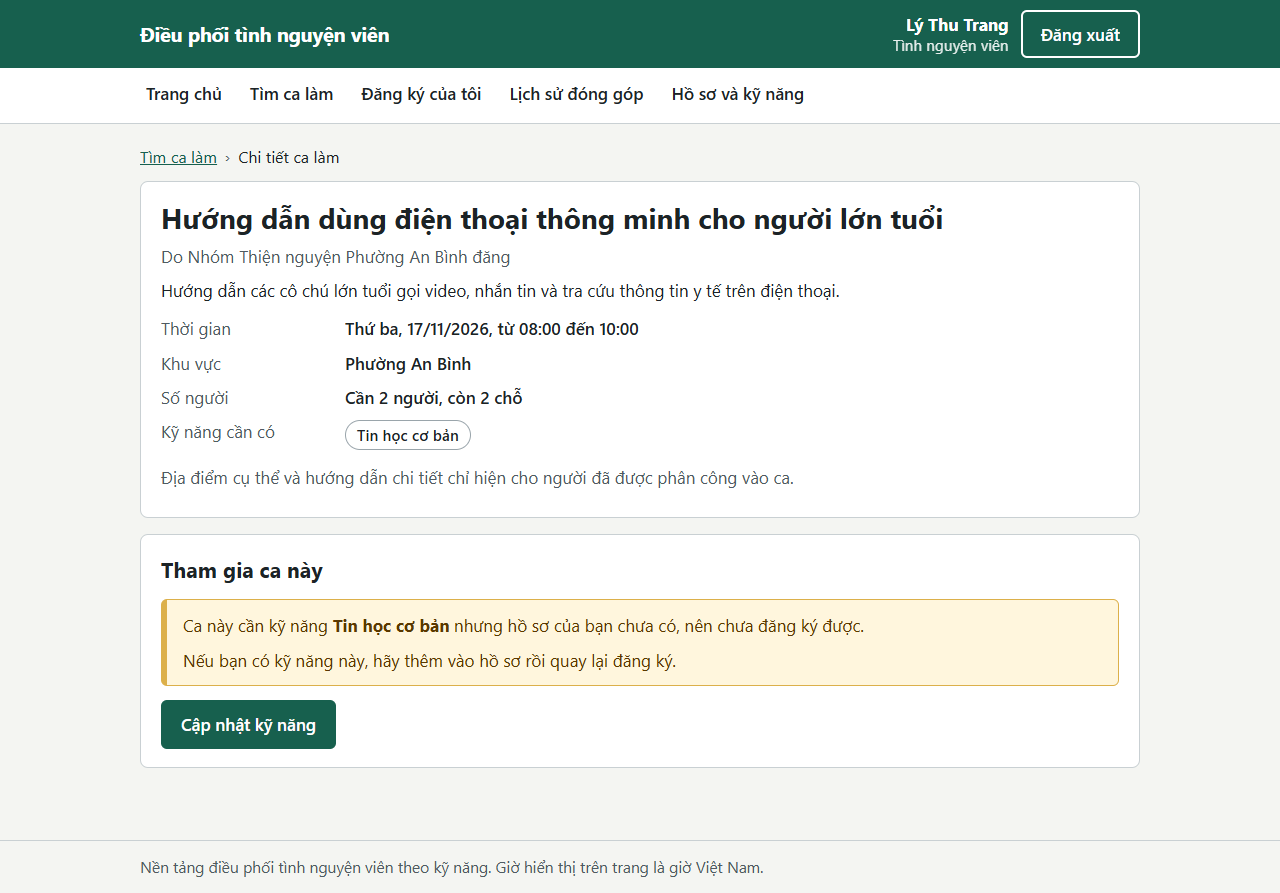 Điều phối tình nguyện viên
Lý Thu Trang
Tình nguyện viên
Đăng xuất
Trang chủ
Tìm ca làm
Đăng ký của tôi
Lịch sử đóng góp
Hồ sơ và kỹ năng
Tìm ca làm › Chi tiết ca làm
Hướng dẫn dùng điện thoại thông minh cho người lớn tuổi
Do Nhóm Thiện nguyện Phường An Bình đăng
Hướng dẫn các cô chú lớn tuổi gọi video, nhắn tin và tra cứu thông tin y tế trên điện thoại.
Thời gian Thứ ba, 17/11/2026, từ 08:00 đến 10:00
Khu vực Phường An Bình
Số người Cần 2 người, còn 2 chỗ
Kỹ năng cần có Tin học cơ bản
Địa điểm cụ thể và hướng dẫn chi tiết chỉ hiện cho người đã được phân công vào ca.
Tham gia ca này
Ca này cần kỹ năng Tin học cơ bản nhưng hồ sơ của bạn chưa có, nên chưa đăng ký được.
Nếu bạn có kỹ năng này, hãy thêm vào hồ sơ rồi quay lại đăng ký.
Cập nhật kỹ năng
Nền tảng điều phối tình nguyện viên theo kỹ năng. Giờ hiển thị trên trang là giờ Việt Nam.